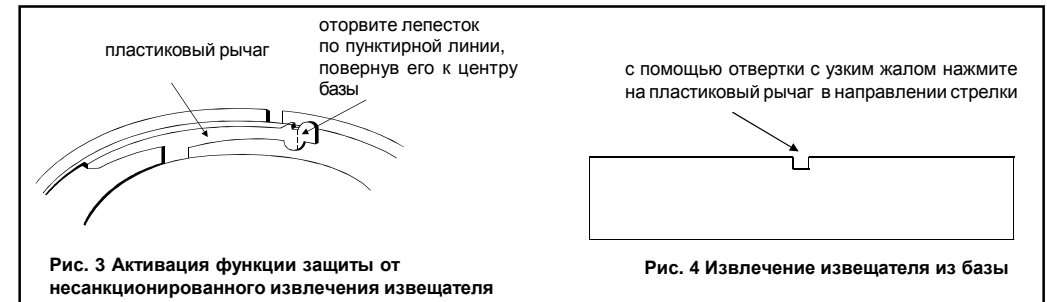 пластиковый рычаг
оторвите лепесток
по пунктирной линии,
повернув его к центру
базы
Рис. 3 Активация функции защиты от
несанкционированного извлечения извещателя
с помощью отвертки с узким жалом нажмите
на пластиковый рычаг в направлении стрелки
Рис. 4 Извлечение извещателя из базы